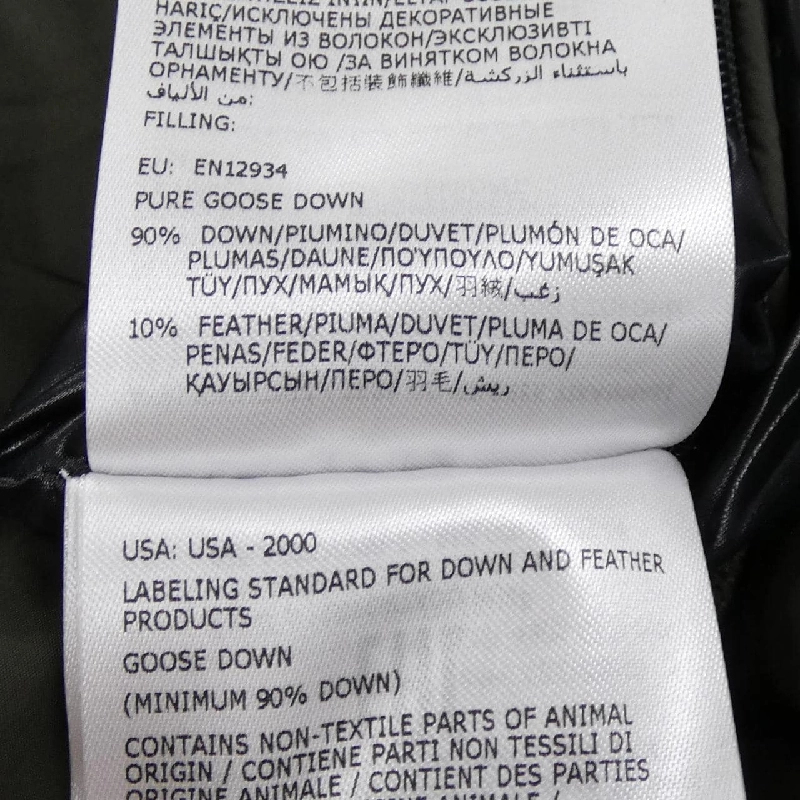 HARİÇ/ИСКЛЮЧЕНЫ ДЕКОРАТИВНЫЕ
ЭЛЕМЕНТЫ ИЗ ВОЛОКОН/ЭКСКЛЮЗИВТІ
ТАЛШЫҚТЫ ОЮ /ЗА ВИНЯТКОМ ВОЛОКНА
ОРНАМЕНТУ/不包括裝飾纖維/باستثناء الزركشة
من الألياف:
FILLING:
EU: EN12934
PURE GOOSE DOWN
90% DOWN/PIUMINO/DUVET/PLUMÓN DE OCA/
PLUMAS/DAUNE/ΠΟΎΠΟΥΛΟ/YUMUŞAK
TÜY/ПУХ/МАМЫҚ/ПУХ/羽絨/زغب
10% FEATHER/PIUMA/DUVET/PLUMA DE OCA/
PENAS/FEDER/ΦΤΕΡΌ/TÜY/ПЕРО/
ҚАУЫРСЫН/ПЕРО/羽毛/ريش
USA: USA - 2000
LABELING STANDARD FOR DOWN AND FEATHER
PRODUCTS
GOOSE DOWN
(MINIMUM 90% DOWN)
CONTAINS NON-TEXTILE PARTS OF ANIMAL
ORIGIN / CONTIENE PARTI NON TESSILI DI
ORIGINE ANIMALE / CONTIENT DES PARTIES